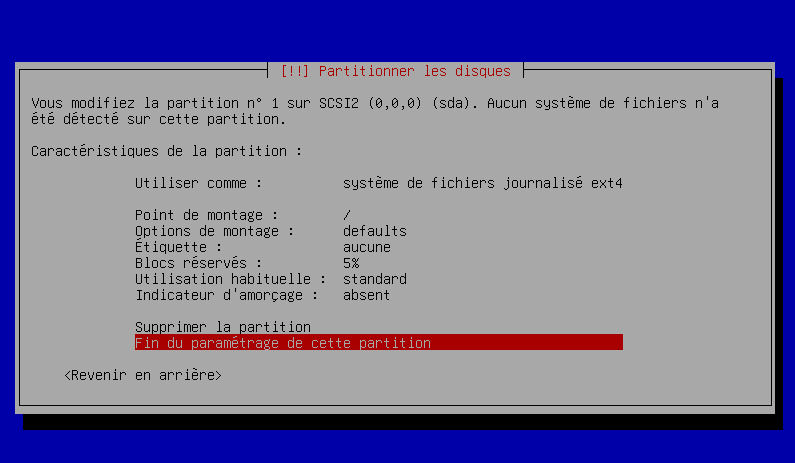 [!!] Partitionner les disques
Vous modifiez la partition n° 1 sur SCSI2 (0,0,0) (sda). Aucun système de fichiers n'a
été détecté sur cette partition.
Caractéristiques de la partition :
Utiliser comme : système de fichiers journalisé ext4
Point de montage : /
Options de montage : defaults
Étiquette : aucune
Blocs réservés : 5%
Utilisation habituelle : standard
Indicateur d'amorçage : absent
Supprimer la partition
Fin du paramétrage de cette partition
<Revenir en arrière>